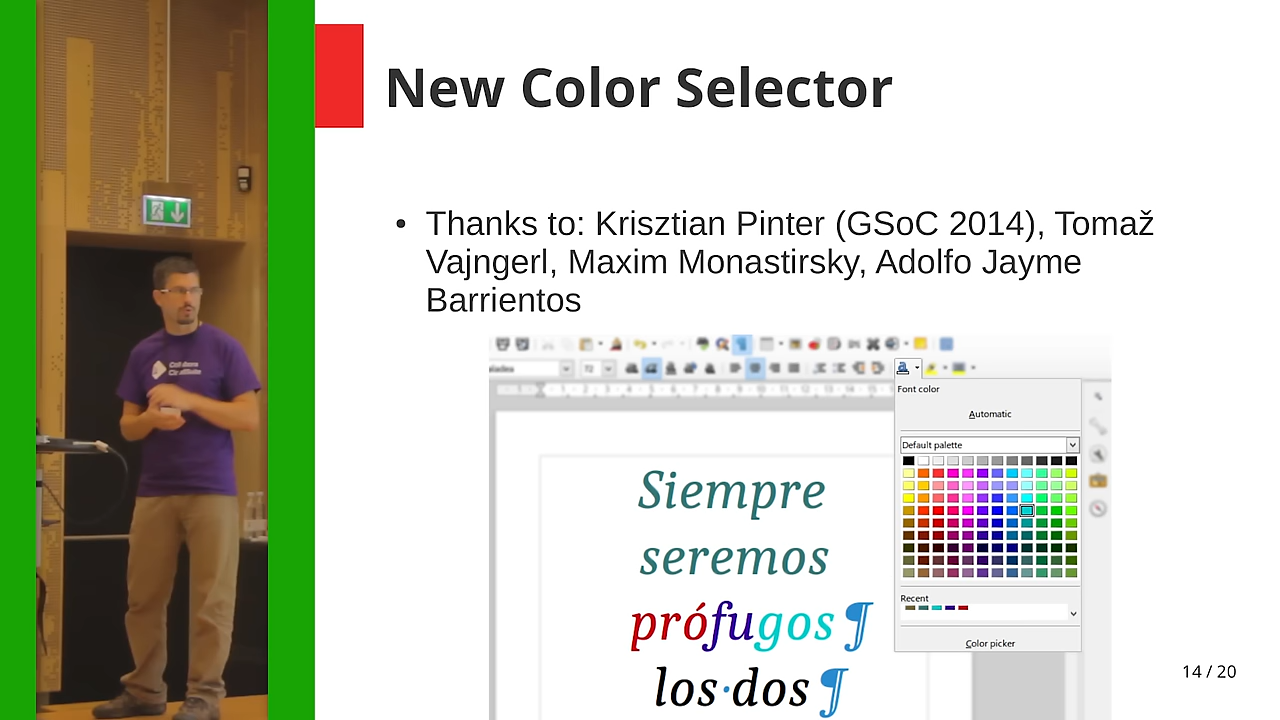 New Color Selector
• Thanks to: Krisztian Pinter (GSoC 2014), Tomaž
Vajngerl, Maxim Monastirsky, Adolfo Jayme
Barrientos
72
Font color
Automatic
Default palette
Siempre
seremos
prófugos¶
los·dos¶
Recent
Color picker
14 / 20